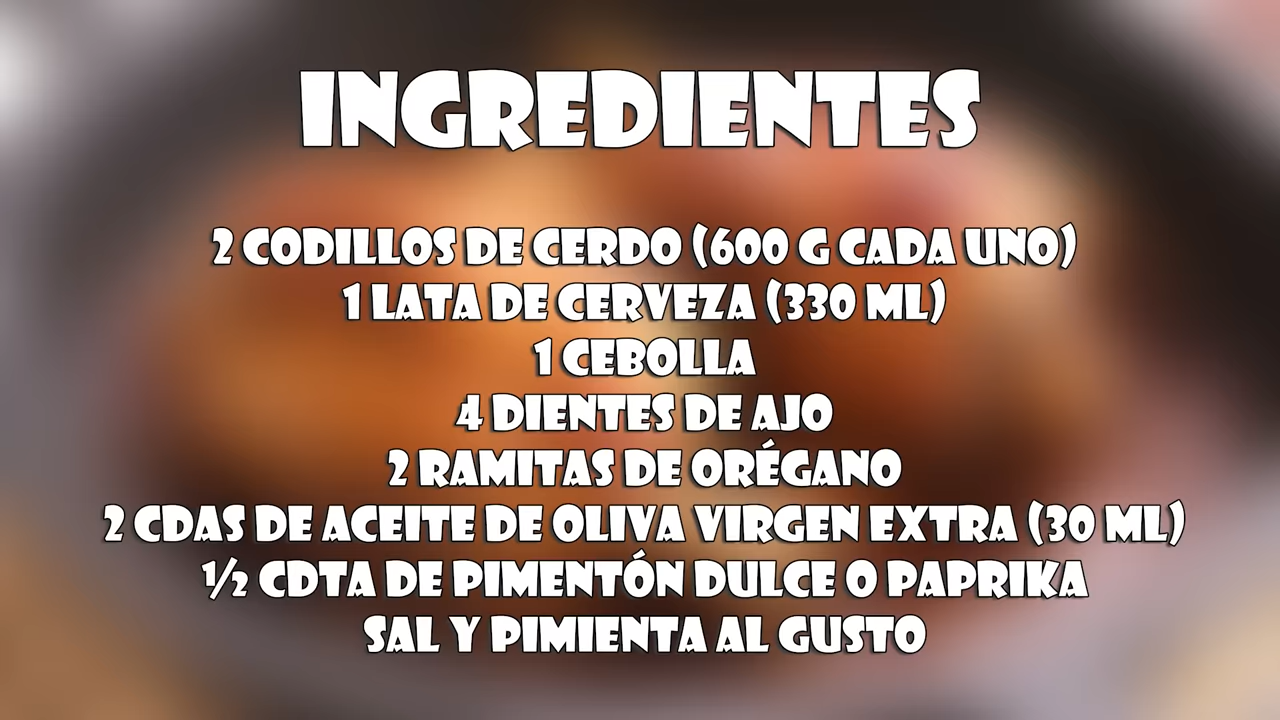 INGREDIENTES
2 CODILLOS DE CERDO (600 G CADA UNO)
1 LATA DE CERVEZA (330 ML)
1 CEBOLLA
4 DIENTES DE AJO
2 RAMITAS DE ORÉGANO
2 CDAS DE ACEITE DE OLIVA VIRGEN EXTRA (30 ML)
½ CDTA DE PIMENTÓN DULCE O PAPRIKA
SAL Y PIMIENTA AL GUSTO